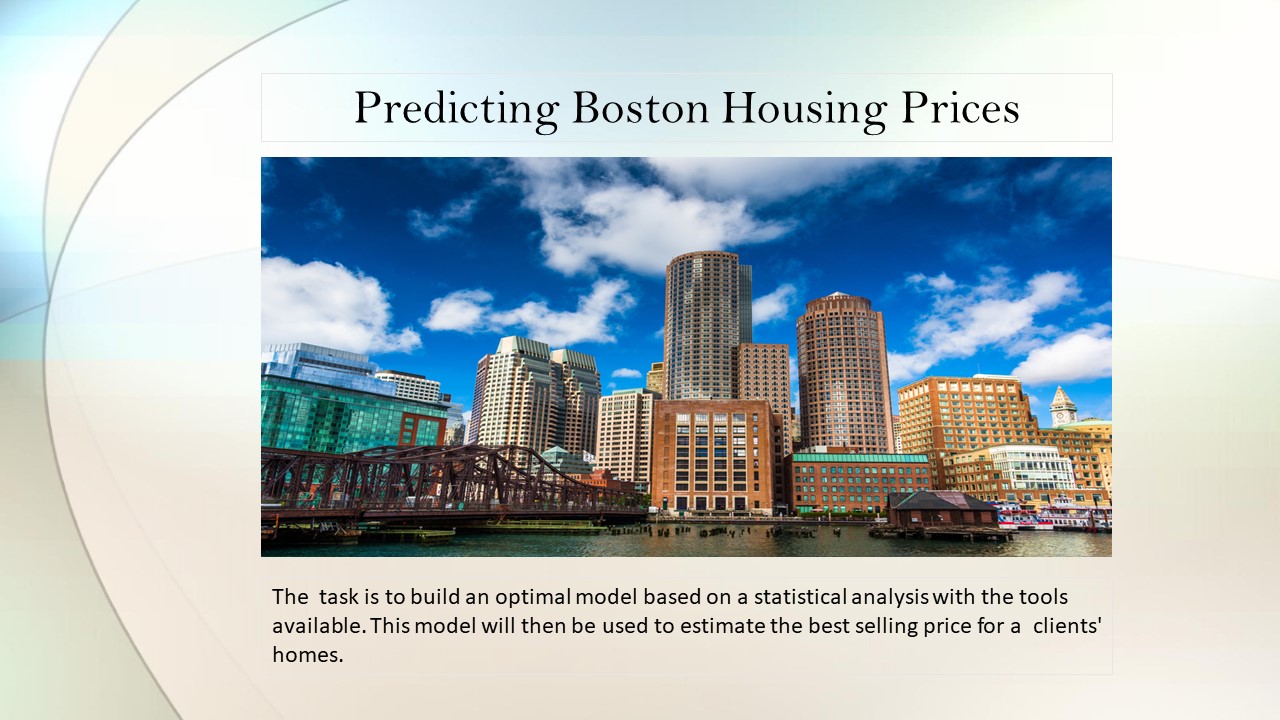 Predicting Boston Housing Prices
The  task is to build an optimal model based on a statistical analysis with the tools
available. This model will then be used to estimate the best selling price for a  clients'
homes.